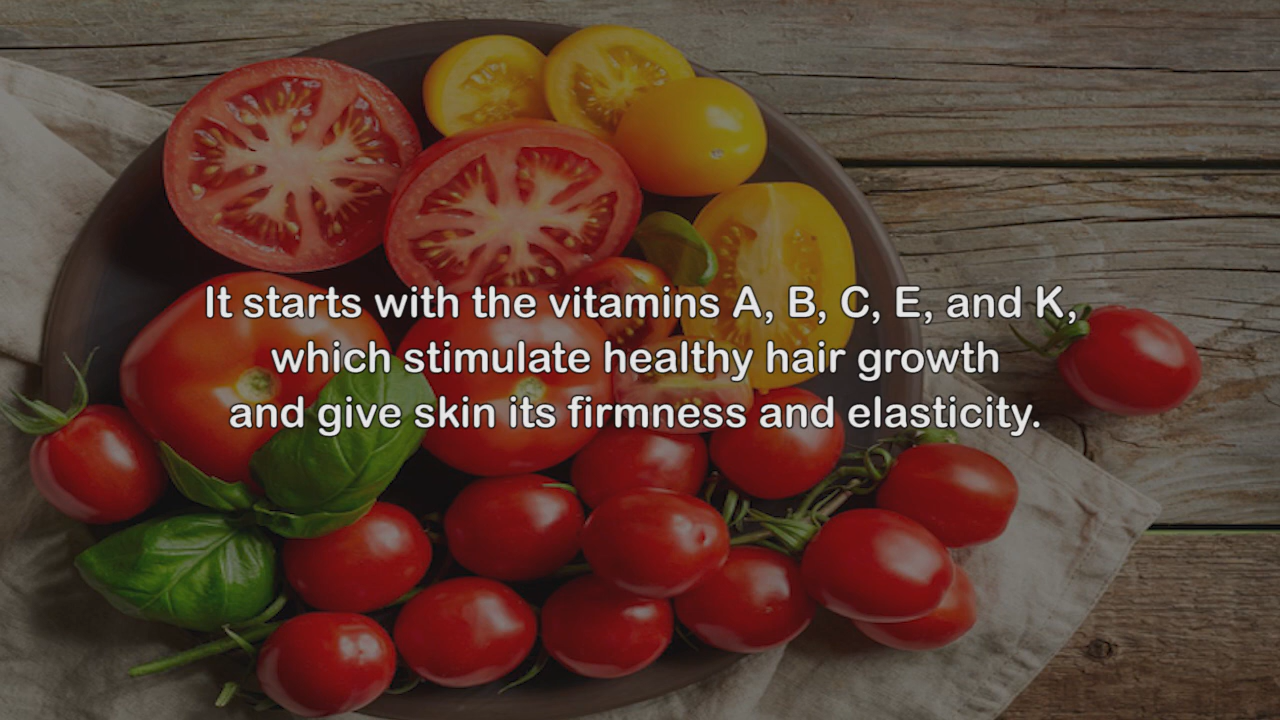 It starts with the vitamins A, B, C, E, and K,
which stimulate healthy hair growth
and give skin its firmness and elasticity.